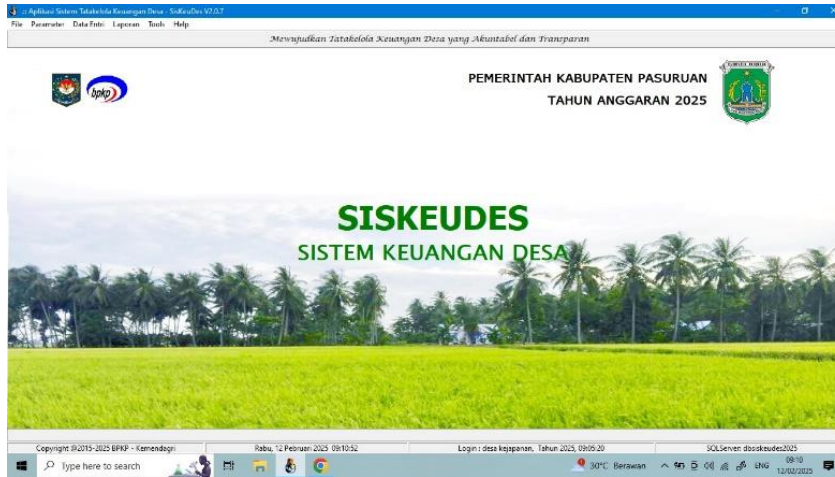 .:: Aplikasi Sistem Tatakelola Keuangan Desa - SisKeuDes V2.0.7
File Parameter Data Entri Laporan Tools Help
Mewujudkan Tatakelola Keuangan Desa yang Akuntabel dan Transparan
bpkp
PEMERINTAH KABUPATEN PASURUAN
TAHUN ANGGARAN 2025
SISKEUDES
SISTEM KEUANGAN DESA
Copyright @2015-2025 BPKP - Kemendagri Rabu, 12 Pebruari 2025 09:10:52 Login : desa kejapanan, Tahun 2025, 09:05:20 SQLServer: dbsiskeudes2025
Type here to search 30°C Berawan ENG 09:10
12/02/2025